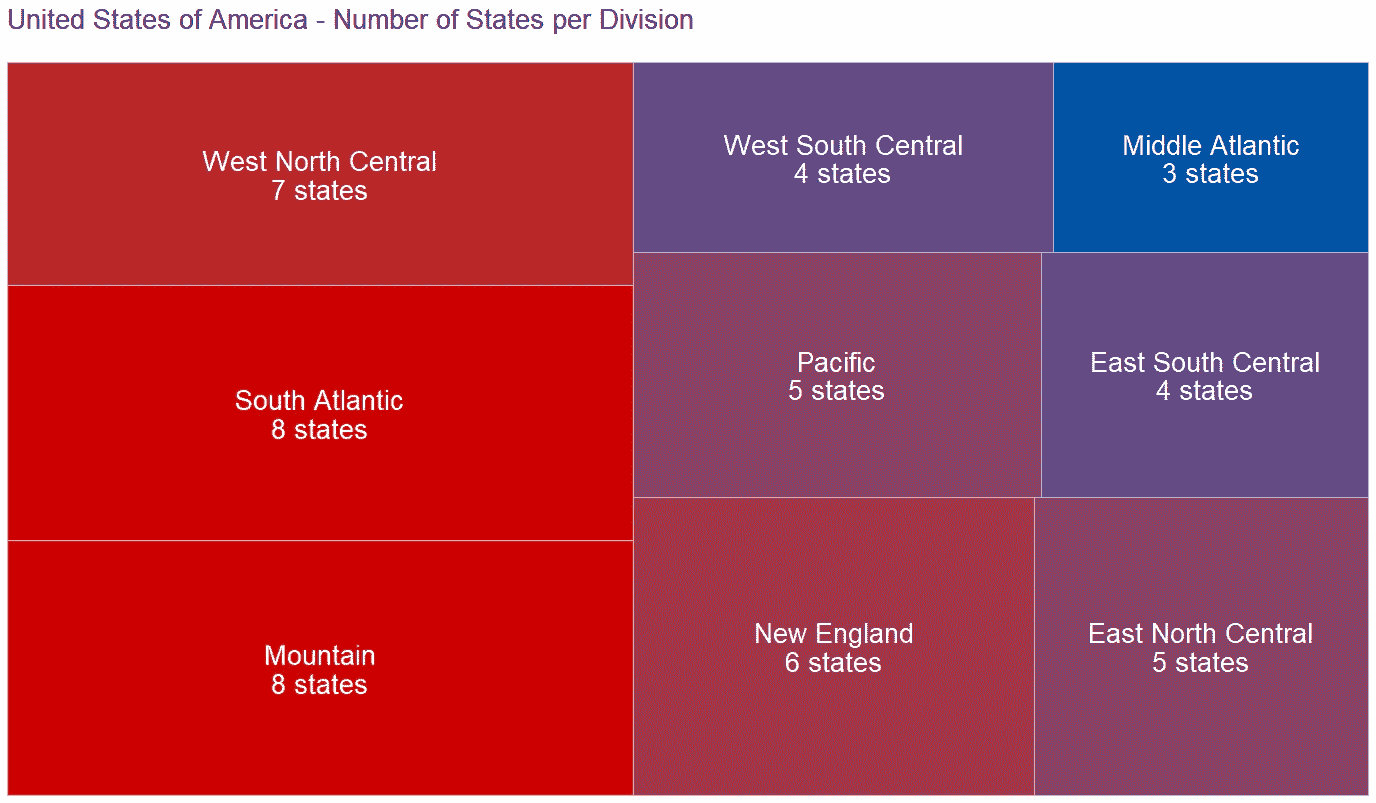 United States of America - Number of States per Division
West North Central
7 states
West South Central
4 states
Middle Atlantic
3 states
South Atlantic
8 states
Pacific
5 states
East South Central
4 states
Mountain
8 states
New England
6 states
East North Central
5 states